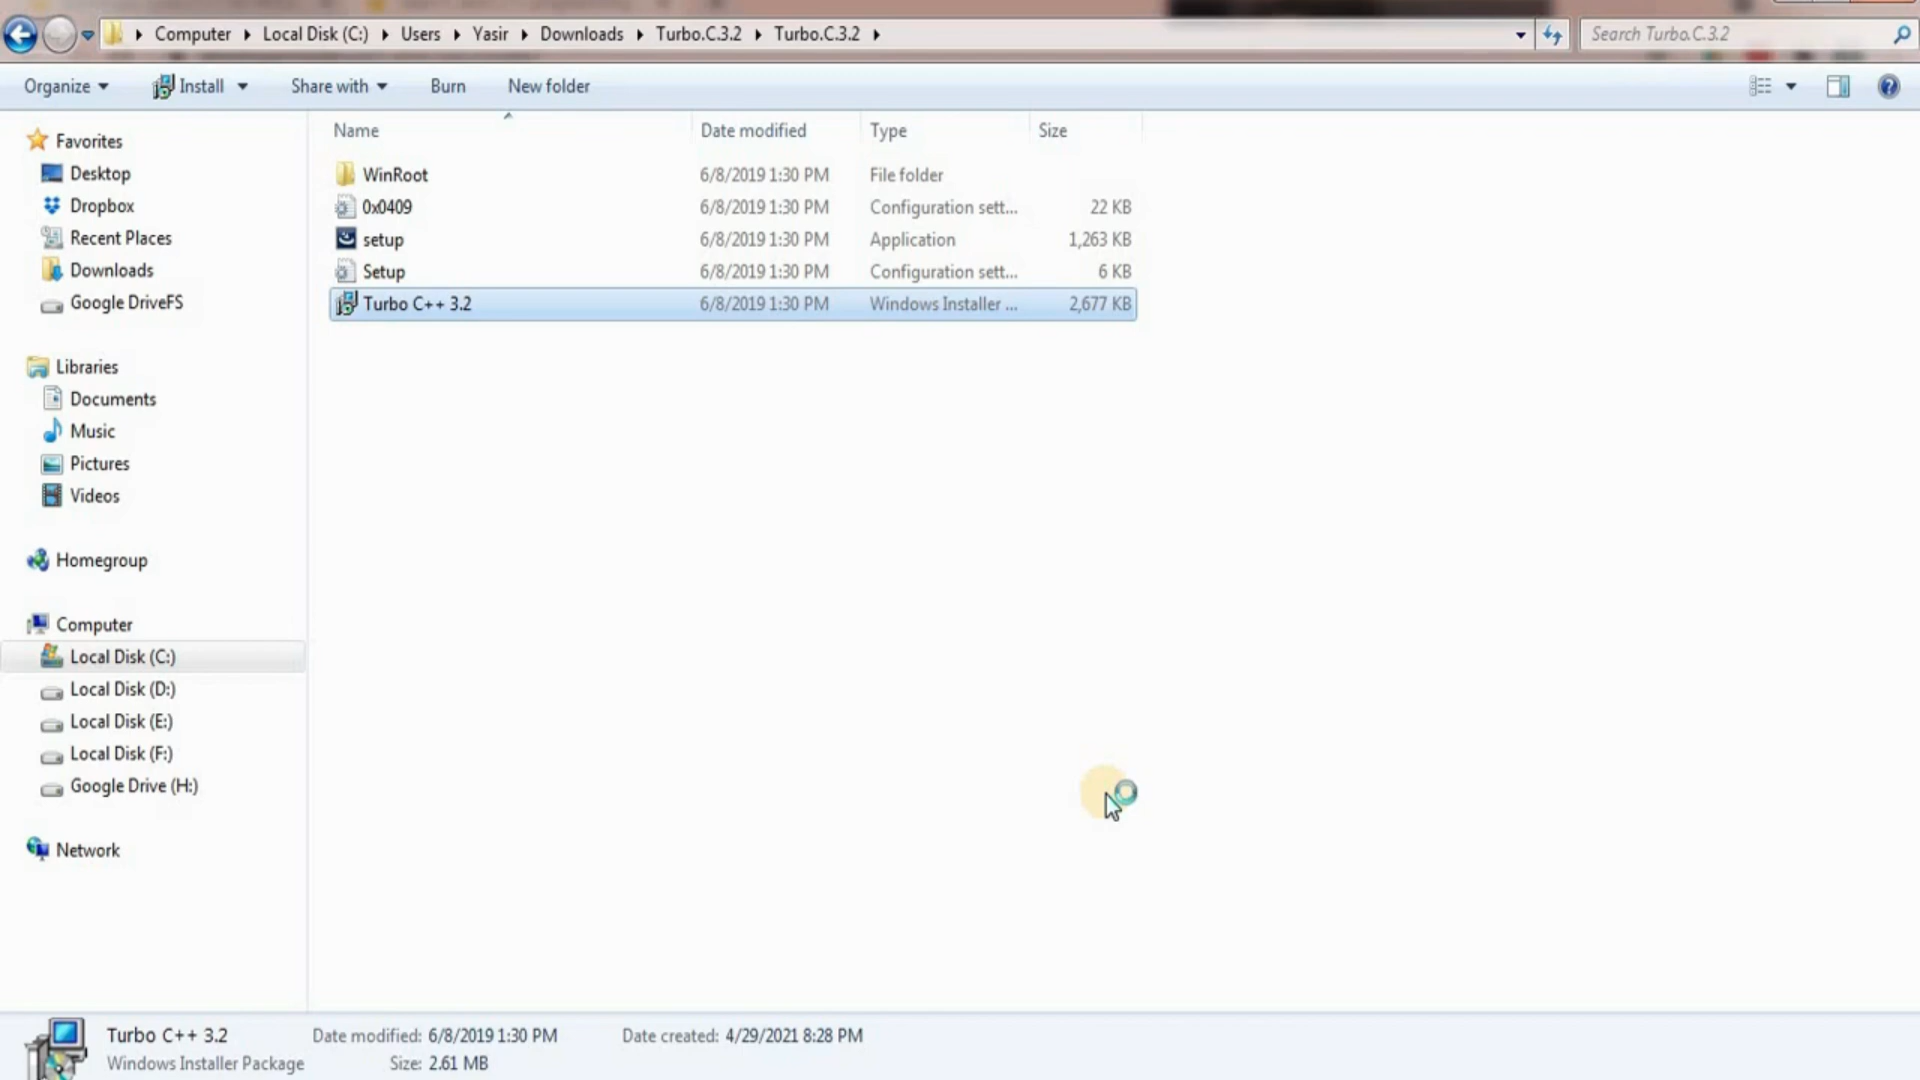 Computer Local Disk (C:) Users Yasir Downloads Turbo.C.3.2 Turbo.C.3.2
Search Turbo.C.3.2
Organize Install Share with Burn New folder
Name Date modified Type Size
WinRoot 6/8/2019 1:30 PM File folder
0x0409 6/8/2019 1:30 PM Configuration sett... 22 KB
setup 6/8/2019 1:30 PM Application 1,263 KB
Setup 6/8/2019 1:30 PM Configuration sett... 6 KB
Turbo C++ 3.2 6/8/2019 1:30 PM Windows Installer ... 2,677 KB
Favorites
Desktop
Dropbox
Recent Places
Downloads
Google DriveFS
Libraries
Documents
Music
Pictures
Videos
Homegroup
Computer
Local Disk (C:)
Local Disk (D:)
Local Disk (E:)
Local Disk (F:)
Google Drive (H:)
Network
Turbo C++ 3.2 Date modified: 6/8/2019 1:30 PM Date created: 4/29/2021 8:28 PM
Windows Installer Package Size: 2.61 MB